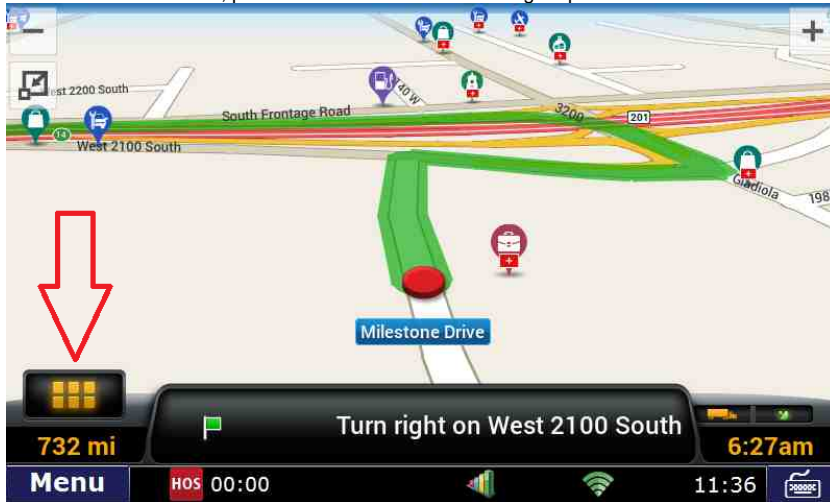 est 2200 South
40 W
South Frontage Road
3200
201
14
West 2100 South
Gladiola
198
Milestone Drive
Turn right on West 2100 South
732 mi
6:27am
Menu
HOS 00:00
11:36